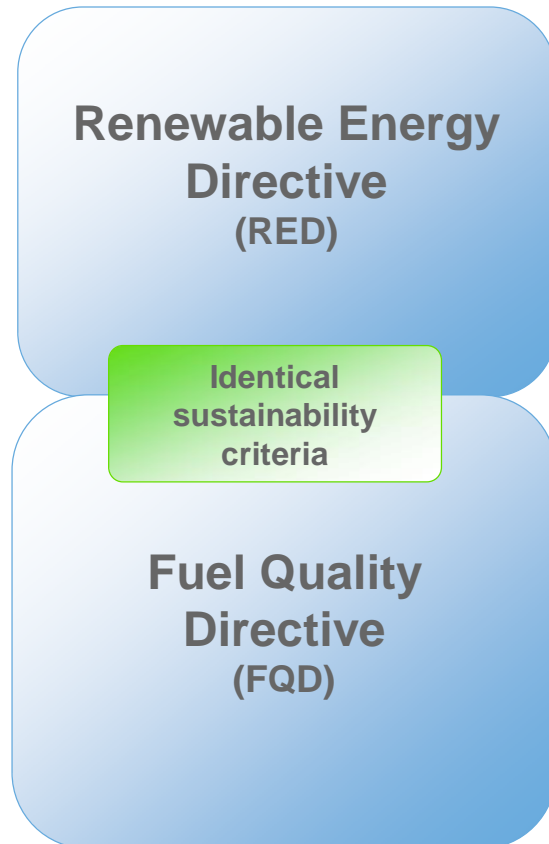 Renewable Energy
Directive
(RED)
Identical
sustainability
criteria
Fuel Quality
Directive
(FQD)